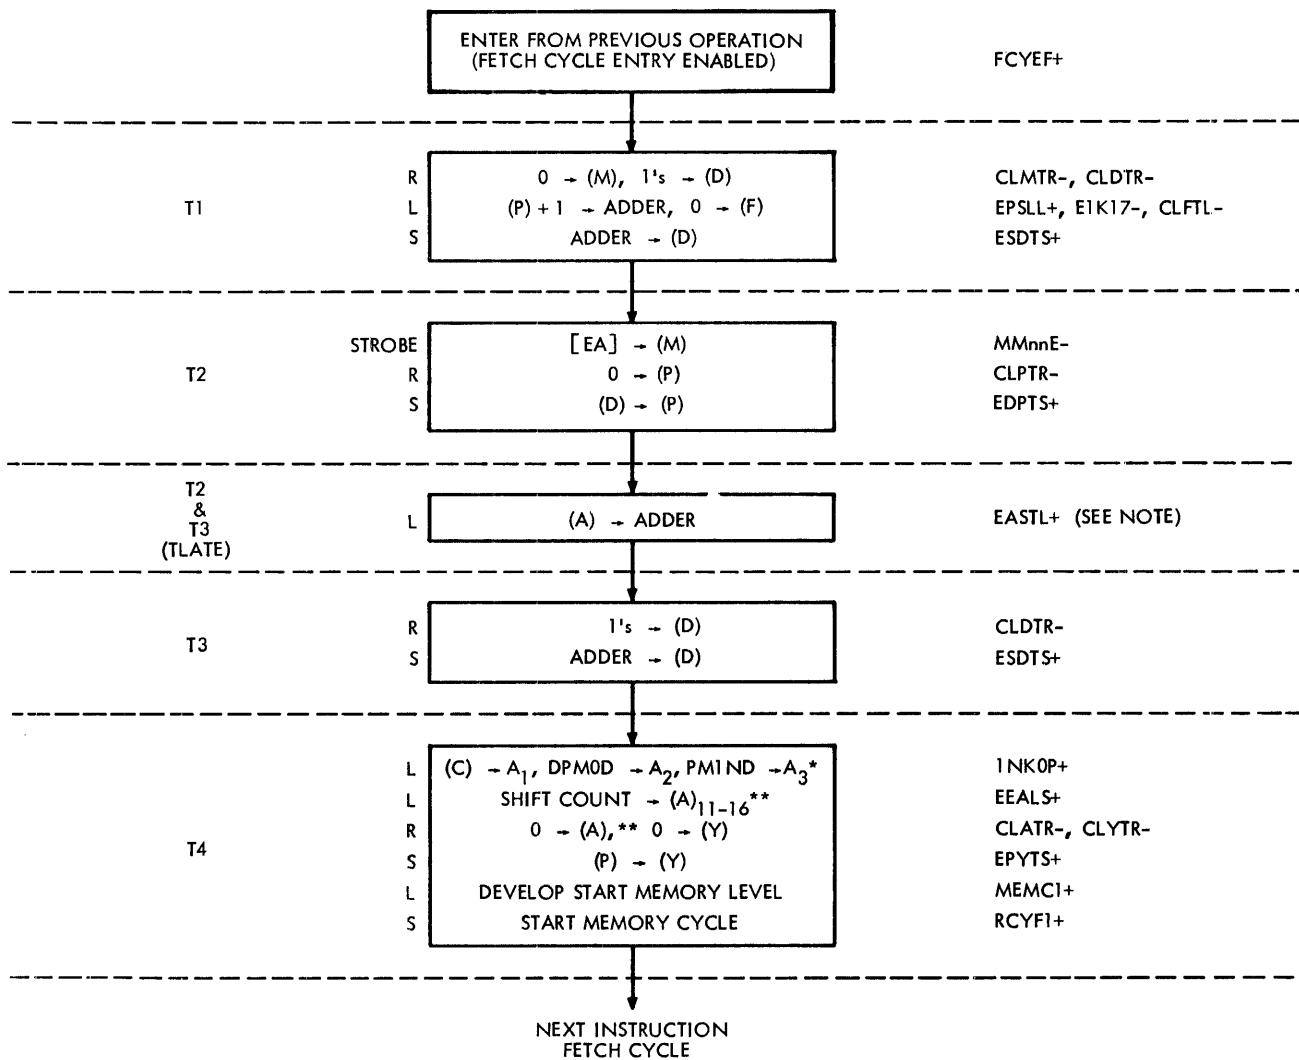 ENTER FROM PREVIOUS OPERATION
(FETCH CYCLE ENTRY ENABLED)
FCYEF+
T1
R 0 → (M), 1's → (D) CLMTR-, CLDTR-
L (P) + 1 → ADDER, 0 → (F) EPSLL+, E1K17-, CLFTL-
S ADDER → (D) ESDTS+
T2
STROBE [EA] → (M) MMnnE-
R 0 → (P) CLPTR-
S (D) → (P) EDPTS+
T2
&
T3
(TLATE)
L (A) → ADDER EASTL+ (SEE NOTE)
T3
R 1's → (D) CLDTR-
S ADDER → (D) ESDTS+
T4
L (C) → A1, DPM0D → A2, PM1ND → A3* 1NK0P+
L SHIFT COUNT → (A)11-16** EEALS+
R 0 → (A),** 0 → (Y) CLATR-, CLYTR-
S (P) → (Y) EPYTS+
L DEVELOP START MEMORY LEVEL MEMC1+
S START MEMORY CYCLE RCYF1+
NEXT INSTRUCTION
FETCH CYCLE